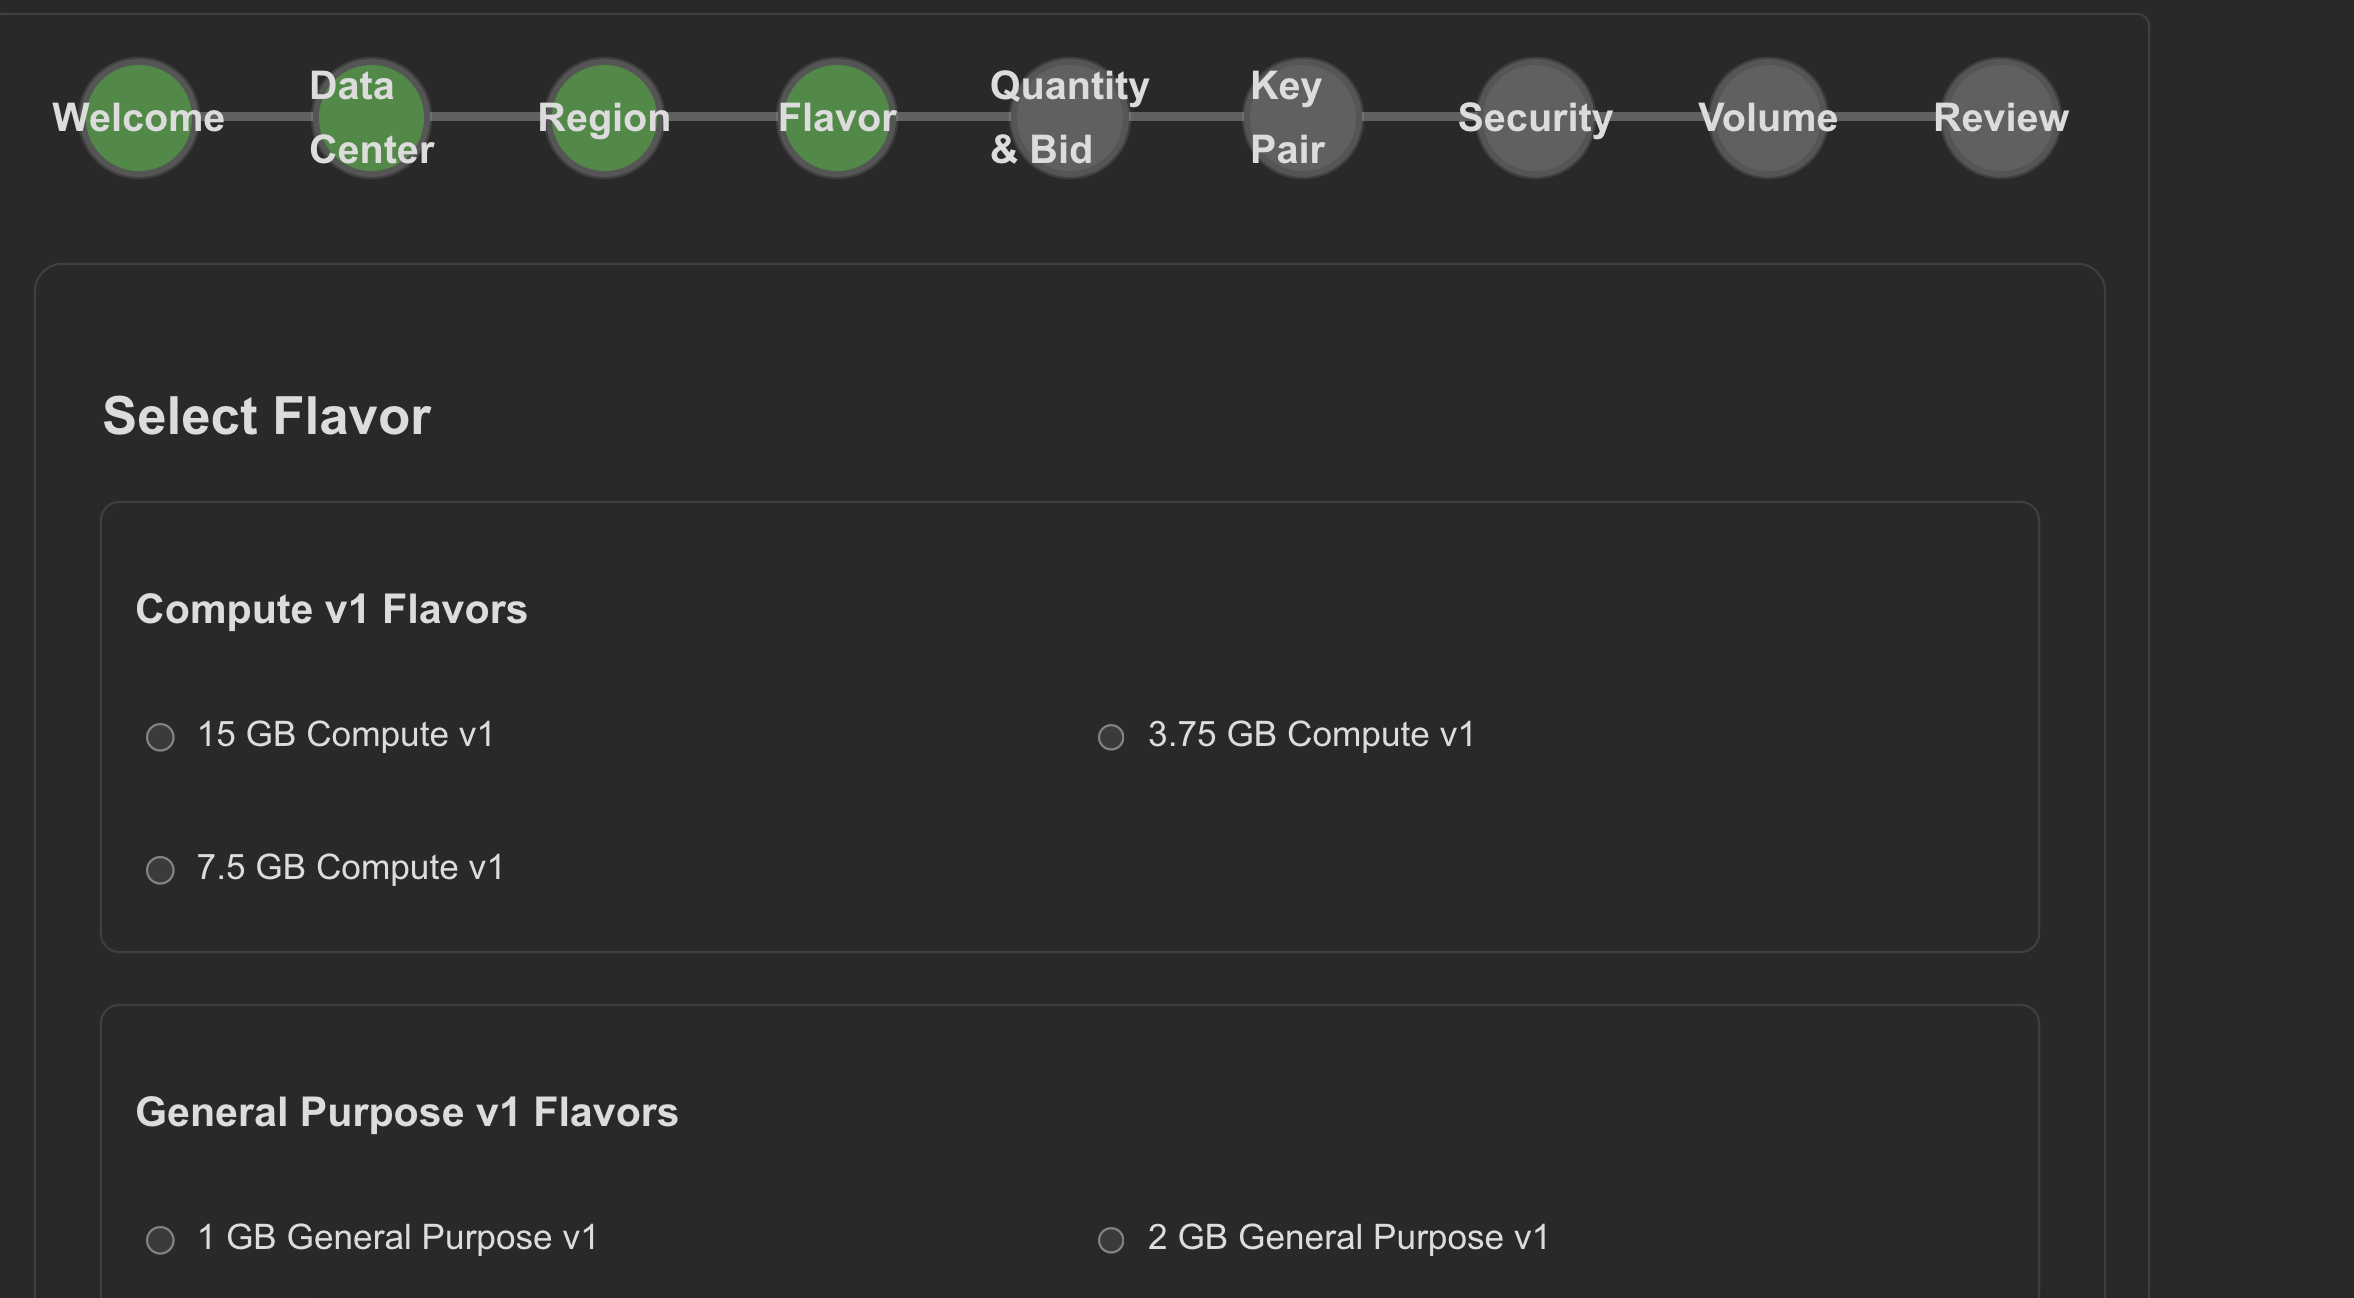 Welcome
Data
Center
Region
Flavor
Quantity
& Bid
Key
Pair
Security
Volume
Review
Select Flavor
Compute v1 Flavors
15 GB Compute v1
3.75 GB Compute v1
7.5 GB Compute v1
General Purpose v1 Flavors
1 GB General Purpose v1
2 GB General Purpose v1